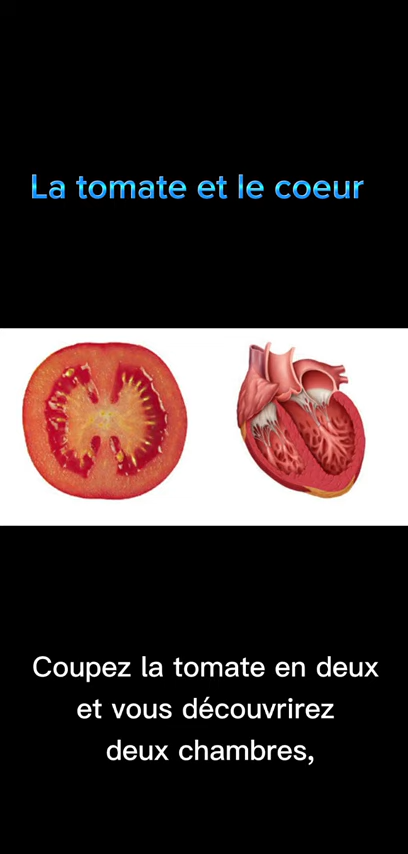 La tomate et le coeur
Coupez la tomate en deux
et vous découvrirez
deux chambres,